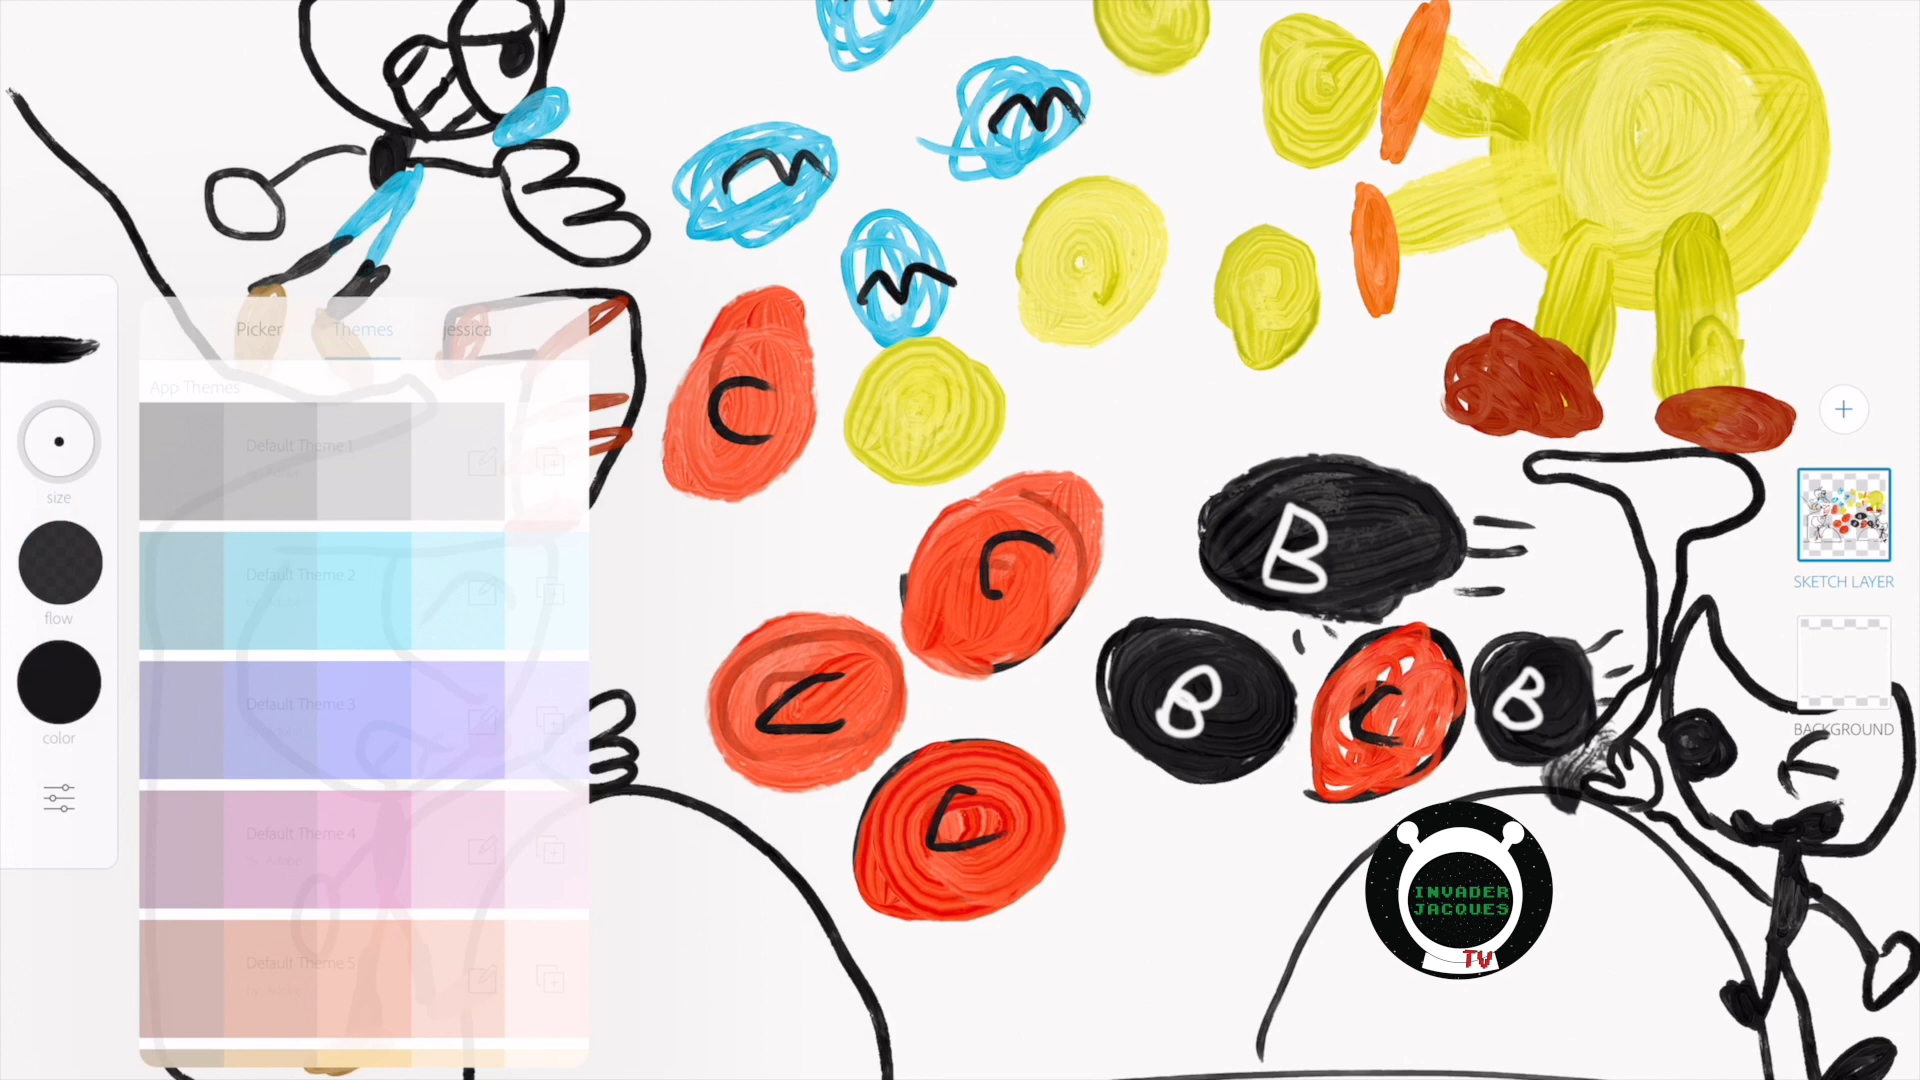 M
M
M
Picker Themes jessica
App Themes
Default Theme 1
Default Theme 2
Default Theme 3
Default Theme 4
Default Theme 5
size
flow
color
C
C
C
C
B
B
C
B
SKETCH LAYER
BACKGROUND
INVADER
JACQUES
TV